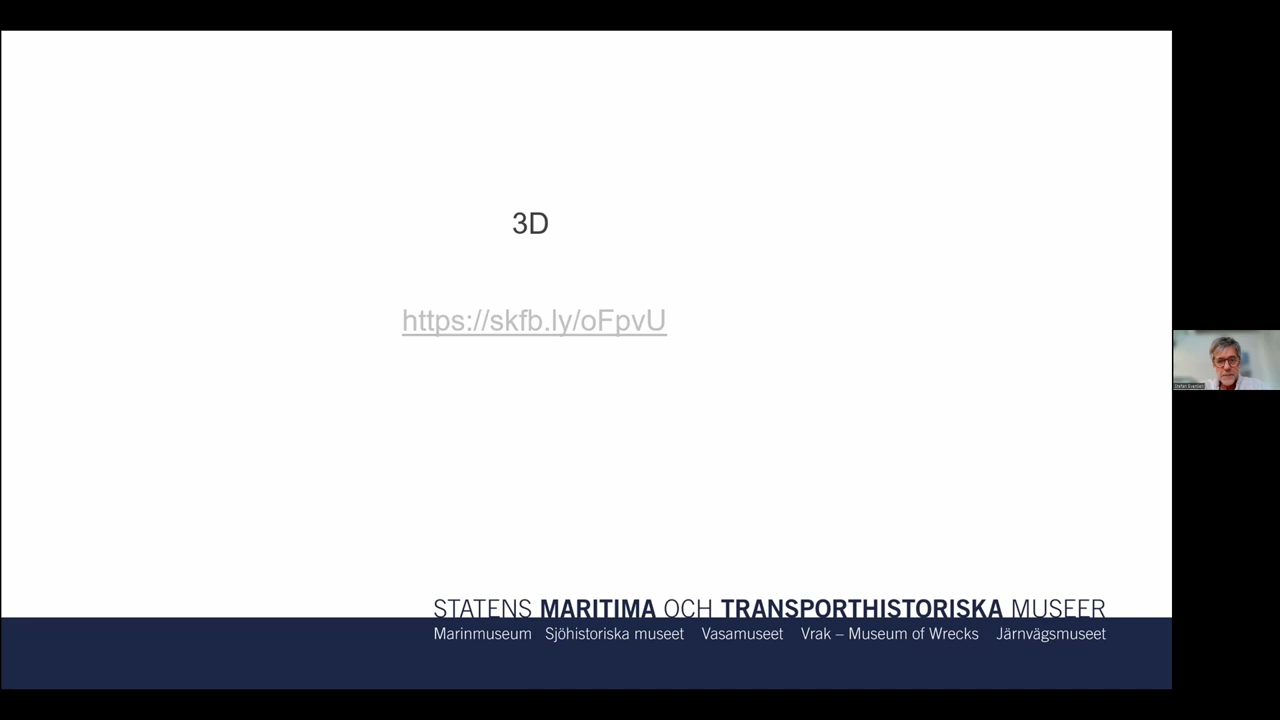 3D
https://skfb.ly/oFpvU
STATENS MARITIMA OCH TRANSPORTHISTORISKA MUSEER
Marinmuseum Sjöhistoriska museet Vasamuseet Vrak – Museum of Wrecks Järnvägsmuseet